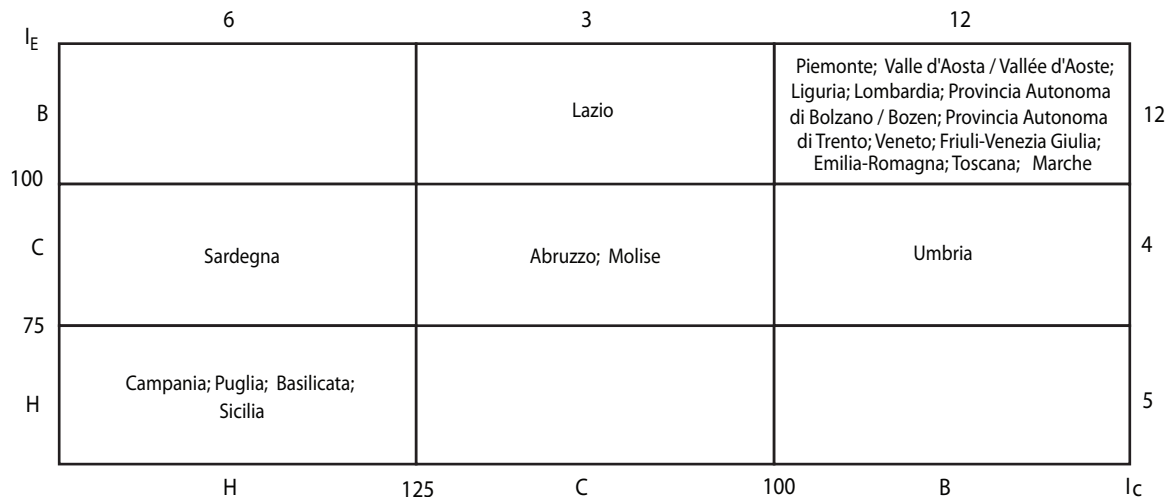 6 3 12
I_E
B
Lazio
Piemonte; Valle d'Aosta / Vallée d'Aoste;
Liguria; Lombardia; Provincia Autonoma
di Bolzano / Bozen; Provincia Autonoma
di Trento; Veneto; Friuli-Venezia Giulia;
Emilia-Romagna; Toscana; Marche
12
100
C
Sardegna
Abruzzo; Molise
Umbria
4
75
H
Campania; Puglia; Basilicata;
Sicilia
5
H 125 C 100 B Ic